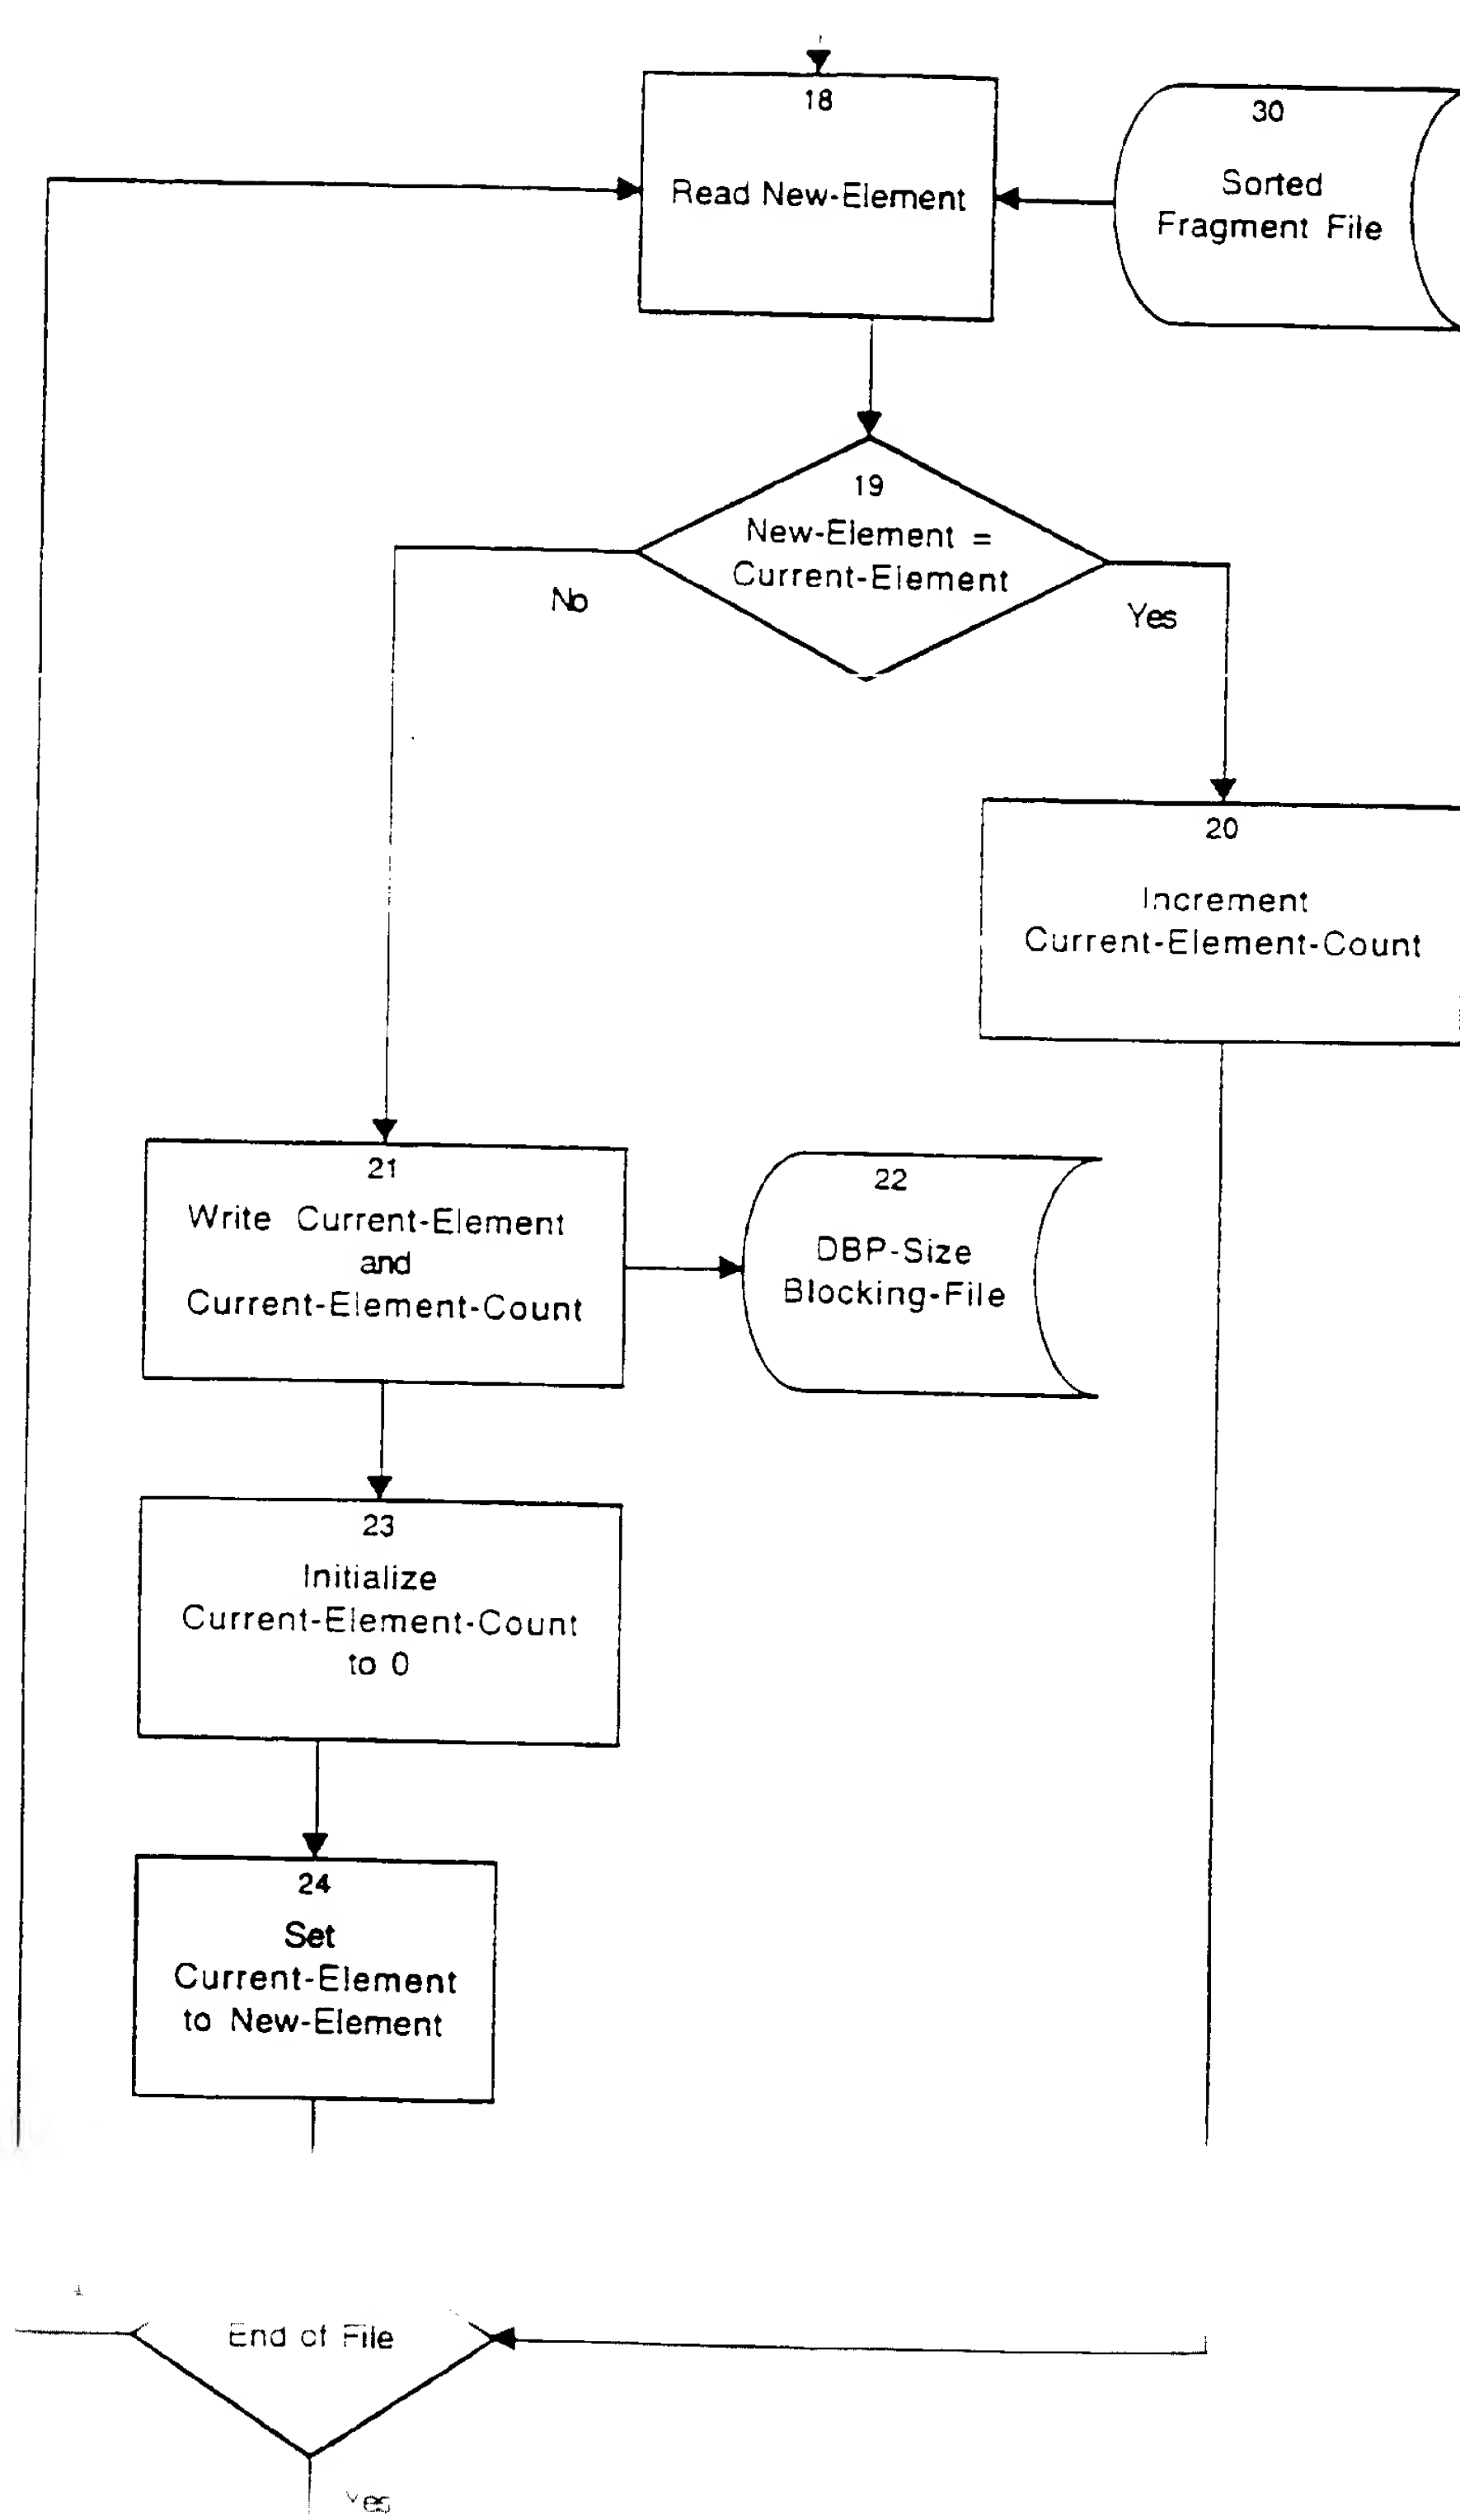 18
Read New-Element
30
Sorted
Fragment File
19
New-Element =
Current-Element
No
Yes
20
Increment
Current-Element-Count
21
Write Current-Element
and
Current-Element-Count
22
DBP-Size
Blocking-File
23
Initialize
Current-Element-Count
to 0
24
Set
Current-Element
to New-Element
End of File
Yes